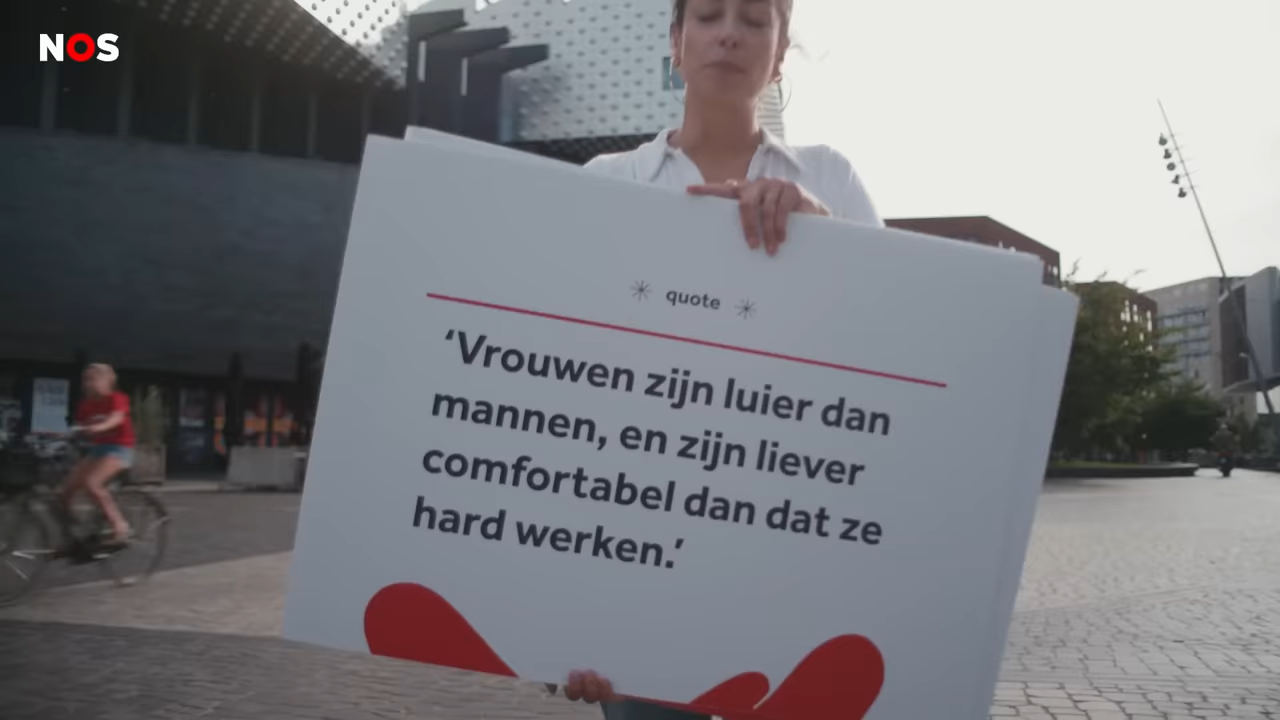 NOS
quote
‘Vrouwen zijn luier dan
mannen, en zijn liever
comfortabel dan dat ze
hard werken.’